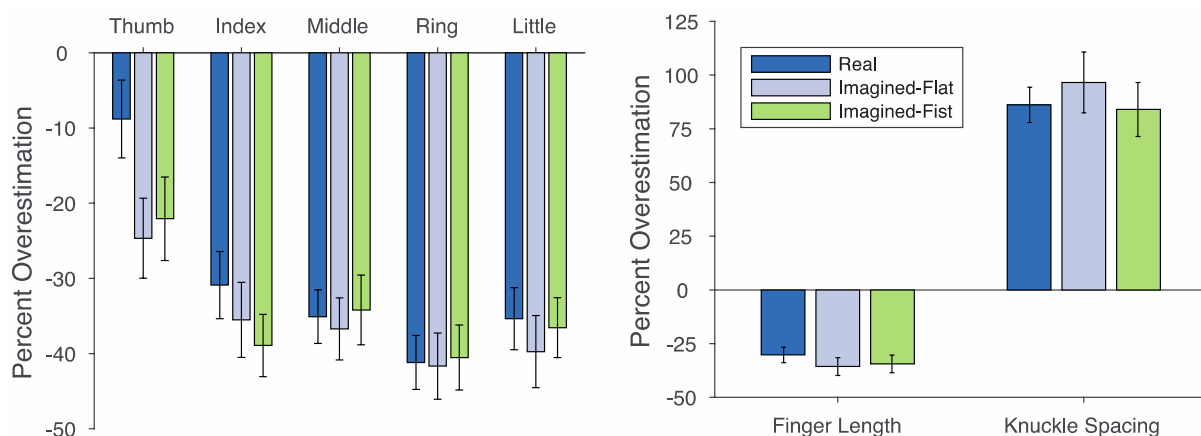 Thumb Index Middle Ring Little
0
-10
-20
-30
-40
-50
Percent Overestimation
125
100
75
50
25
0
-25
-50
Percent Overestimation
Real
Imagined-Flat
Imagined-Fist
Finger Length Knuckle Spacing